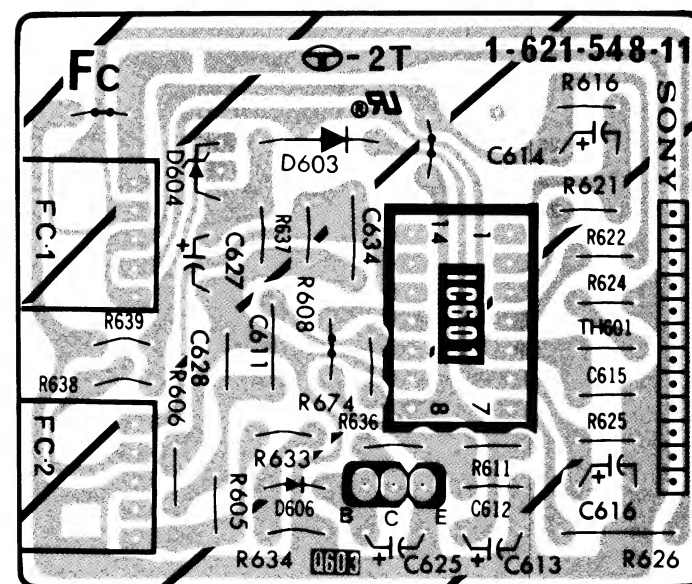 FC
-2T
1-621-548-11
R616
SONY
D604
D603
C614
R621
FC-1
C627
R637
C634
14
1
IC601
R622
R624
R639
R608
TH601
R638
R606
C628
C611
R674
R636
8
7
C615
R625
FC-2
R633
R611
R605
D606
B
C
E
C612
C616
R634
Q603
C625
C613
R626